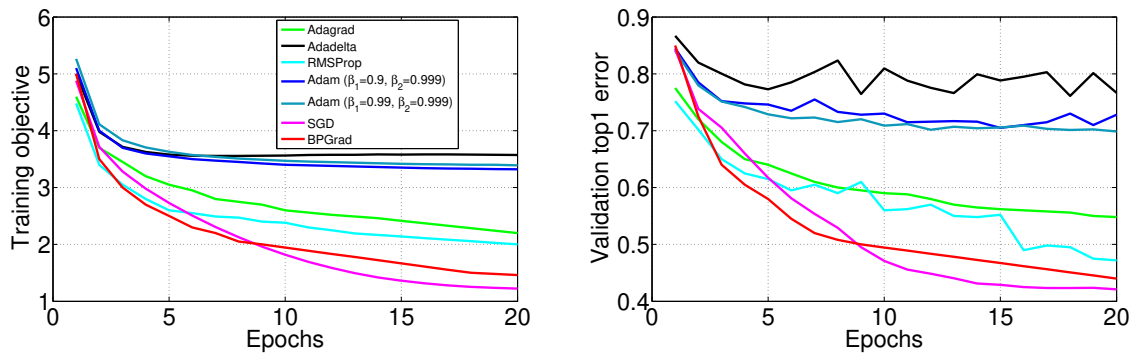 6
5
4
3
2
1
0
5
10
15
20
Training objective
Epochs
Adagrad
Adadelta
RMSProp
Adam (β₁=0.9, β₂=0.999)
Adam (β₁=0.99, β₂=0.999)
SGD
BPGrad
0.9
0.8
0.7
0.6
0.5
0.4
0
5
10
15
20
Validation top1 error
Epochs